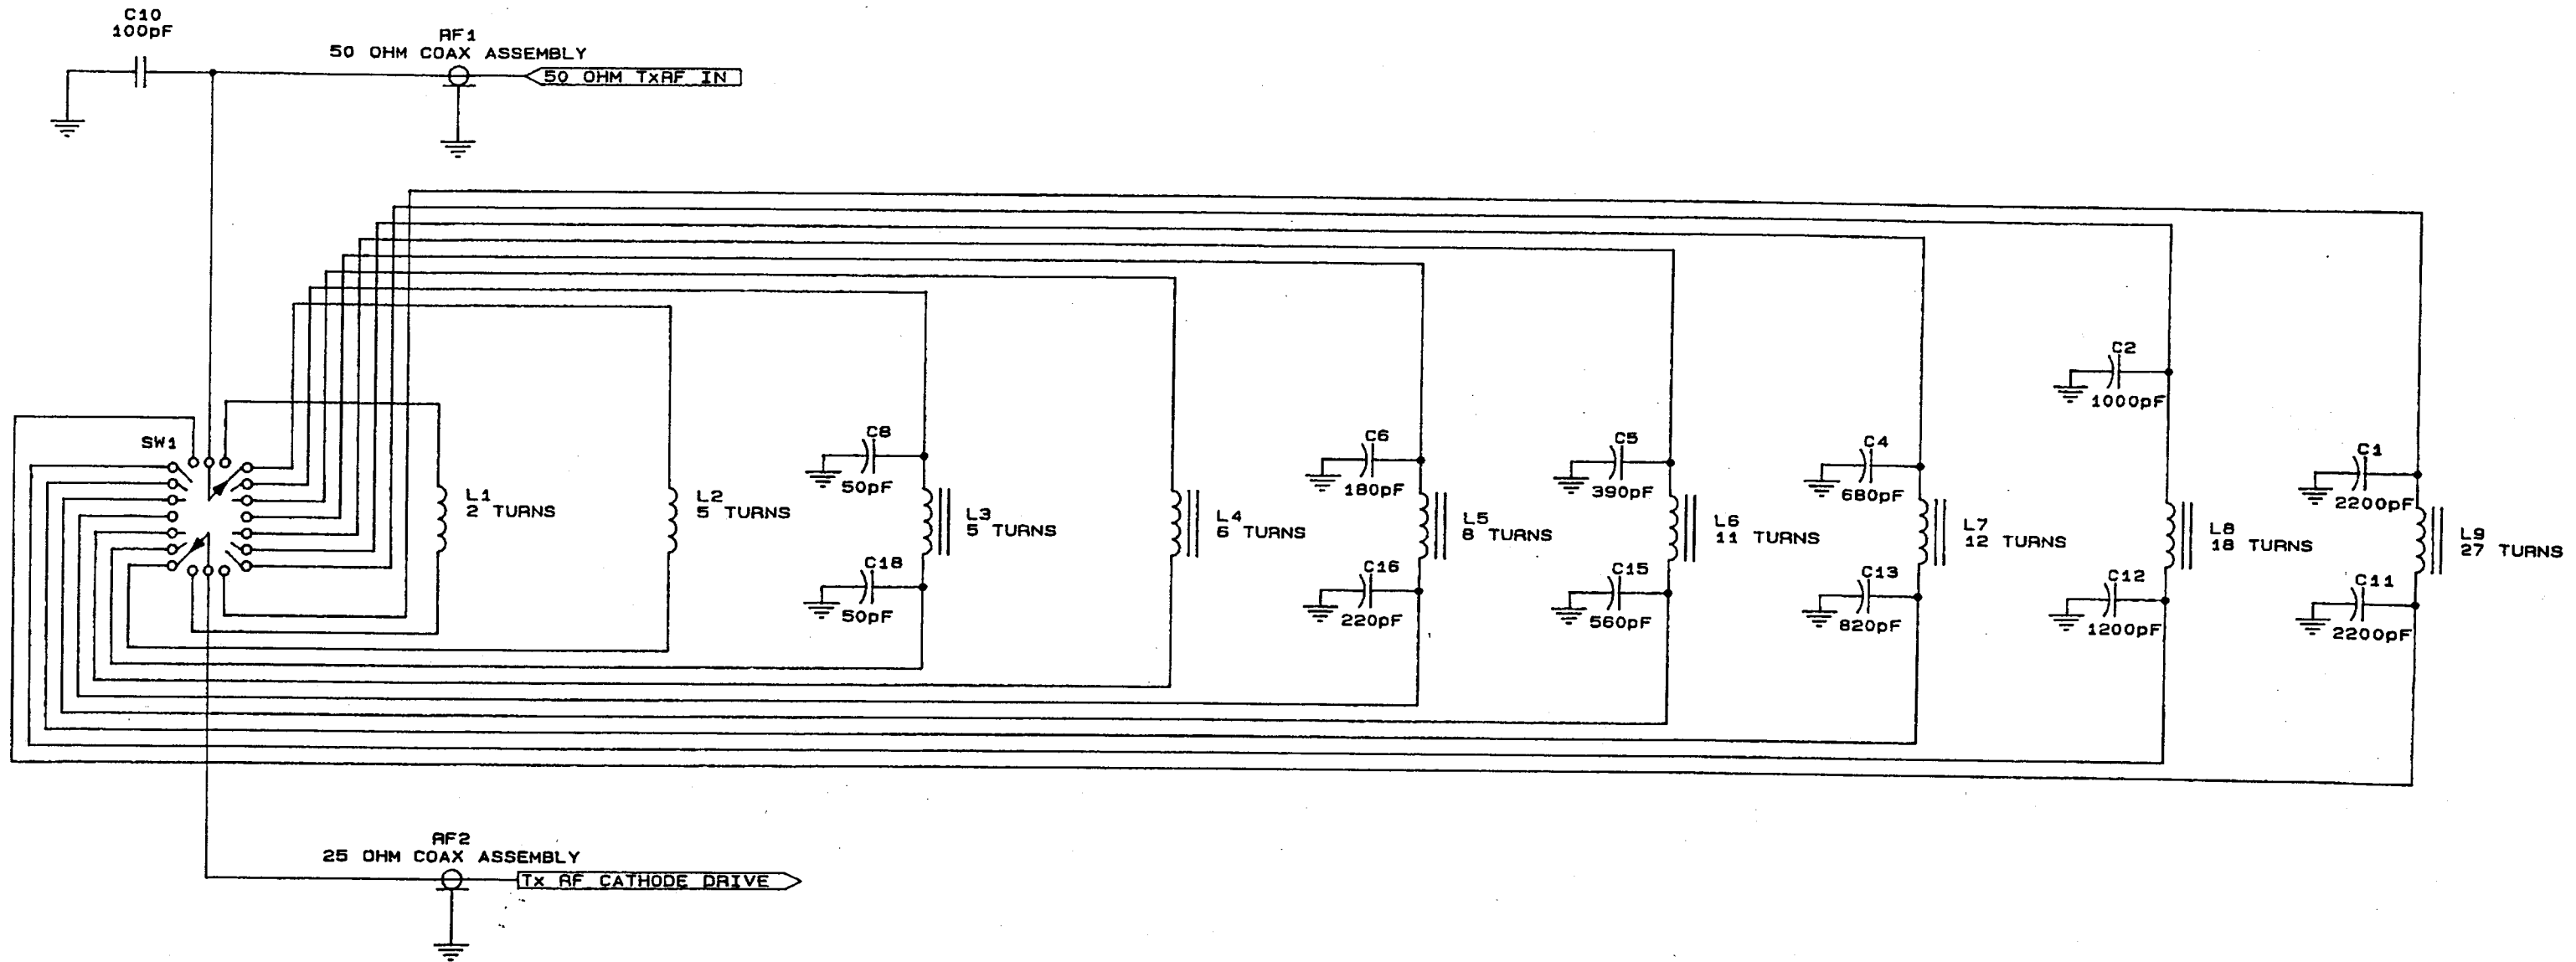 C10
100pF
RF1
50 OHM COAX ASSEMBLY
50 OHM TxRF IN
SW1
L1
2 TURNS
L2
5 TURNS
C8
50pF
L3
5 TURNS
C18
50pF
L4
6 TURNS
C6
180pF
L5
8 TURNS
C16
220pF
C5
390pF
L6
11 TURNS
C15
560pF
C4
680pF
L7
12 TURNS
C13
820pF
C2
1000pF
L8
18 TURNS
C12
1200pF
C1
2200pF
L9
27 TURNS
C11
2200pF
RF2
25 OHM COAX ASSEMBLY
Tx RF CATHODE DRIVE